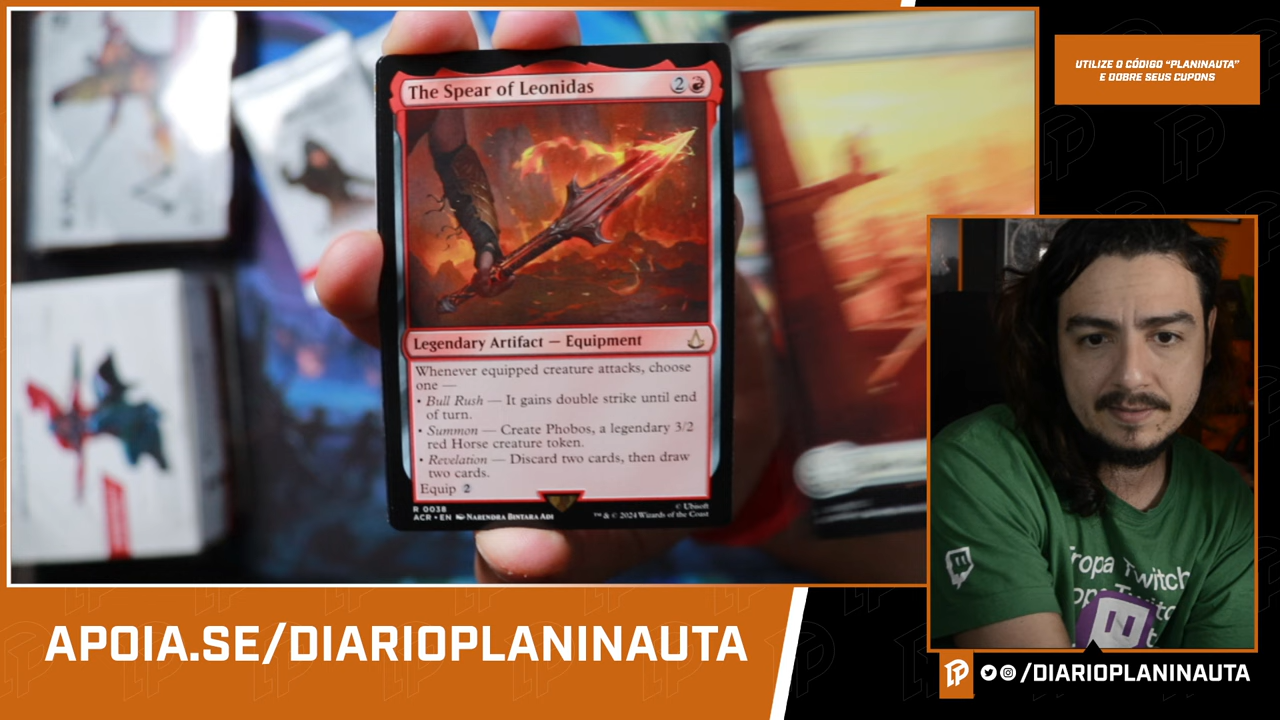 The Spear of Leonidas 2
Legendary Artifact — Equipment
Whenever equipped creature attacks, choose
one —
• Bull Rush — It gains double strike until end
of turn.
• Summon — Create Phobos, a legendary 3/2
red Horse creature token.
• Revelation — Discard two cards, then draw
two cards.
Equip 2
R 0038
ACR • EN NARENDRA BINTARA ADI
© Ubisoft
™ & © 2024 Wizards of the Coast
UTILIZE O CÓDIGO “PLANINAUTA”
E DOBRE SEUS CUPONS
Tropa Twitch
APOIA.SE/DIARIOPLANINAUTA
/DIARIOPLANINAUTA